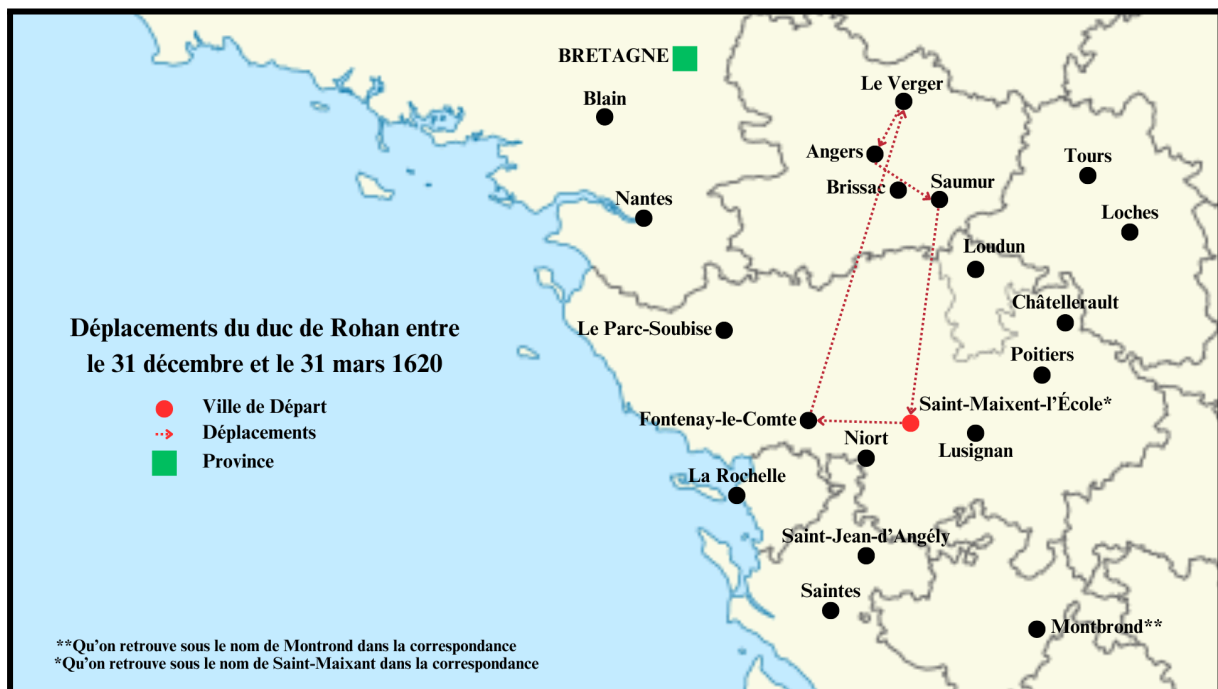 BRETAGNE
Le Verger
Blain
Angers
Tours
Brissac
Saumur
Nantes
Loches
Loudun
Châtellerault
Déplacements du duc de Rohan entre
le 31 décembre et le 31 mars 1620
Le Parc-Soubise
Poitiers
Ville de Départ
Saint-Maixent-l'École*
Fontenay-le-Comte
Déplacements
Niort
Lusignan
Province
La Rochelle
Saint-Jean-d'Angély
Saintes
Montbrond**
**Qu'on retrouve sous le nom de Montrond dans la correspondance
*Qu'on retrouve sous le nom de Saint-Maixant dans la correspondance